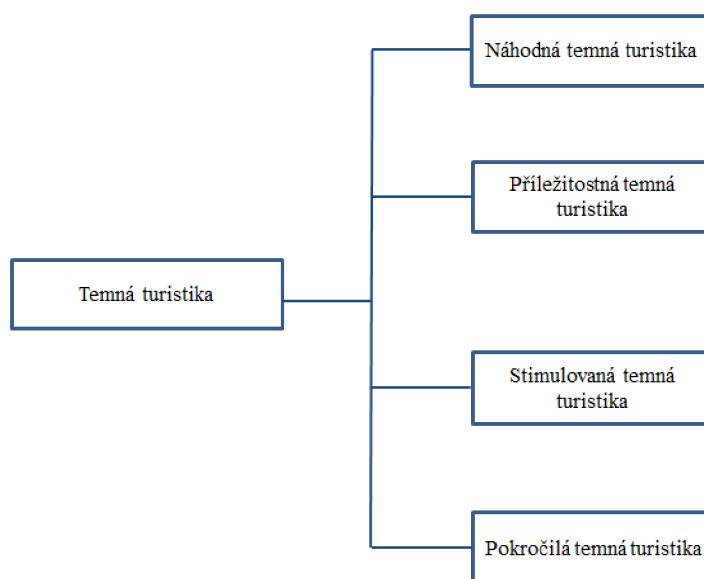 Náhodná temná turistika
Příležitostná temná
turistika
Temná turistika
Stimulovaná temná
turistika
Pokročilá temná turistika